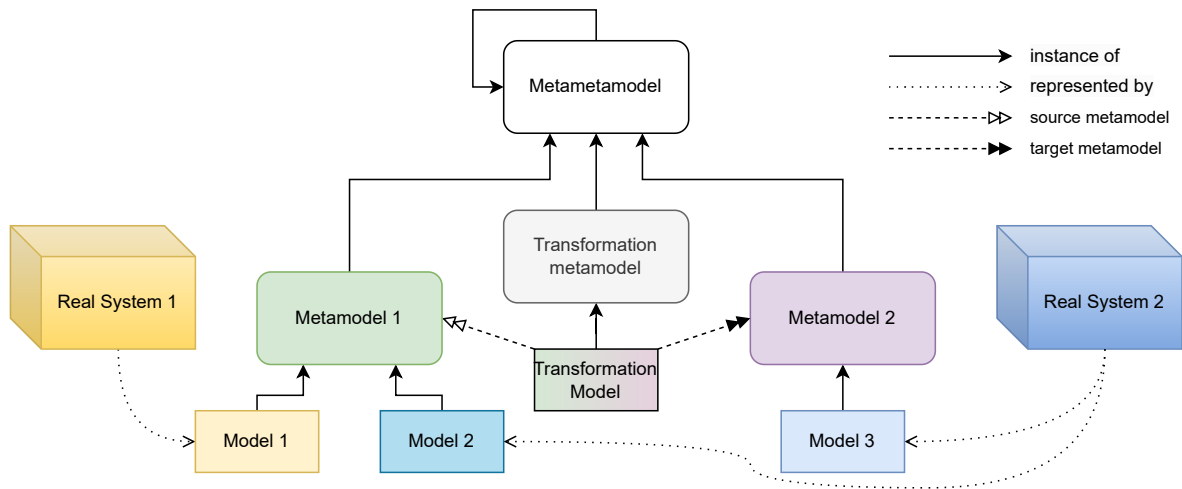 Metametamodel
instance of
represented by
source metamodel
target metamodel
Transformation
metamodel
Real System 1
Metamodel 1
Metamodel 2
Real System 2
Transformation
Model
Model 1
Model 2
Model 3